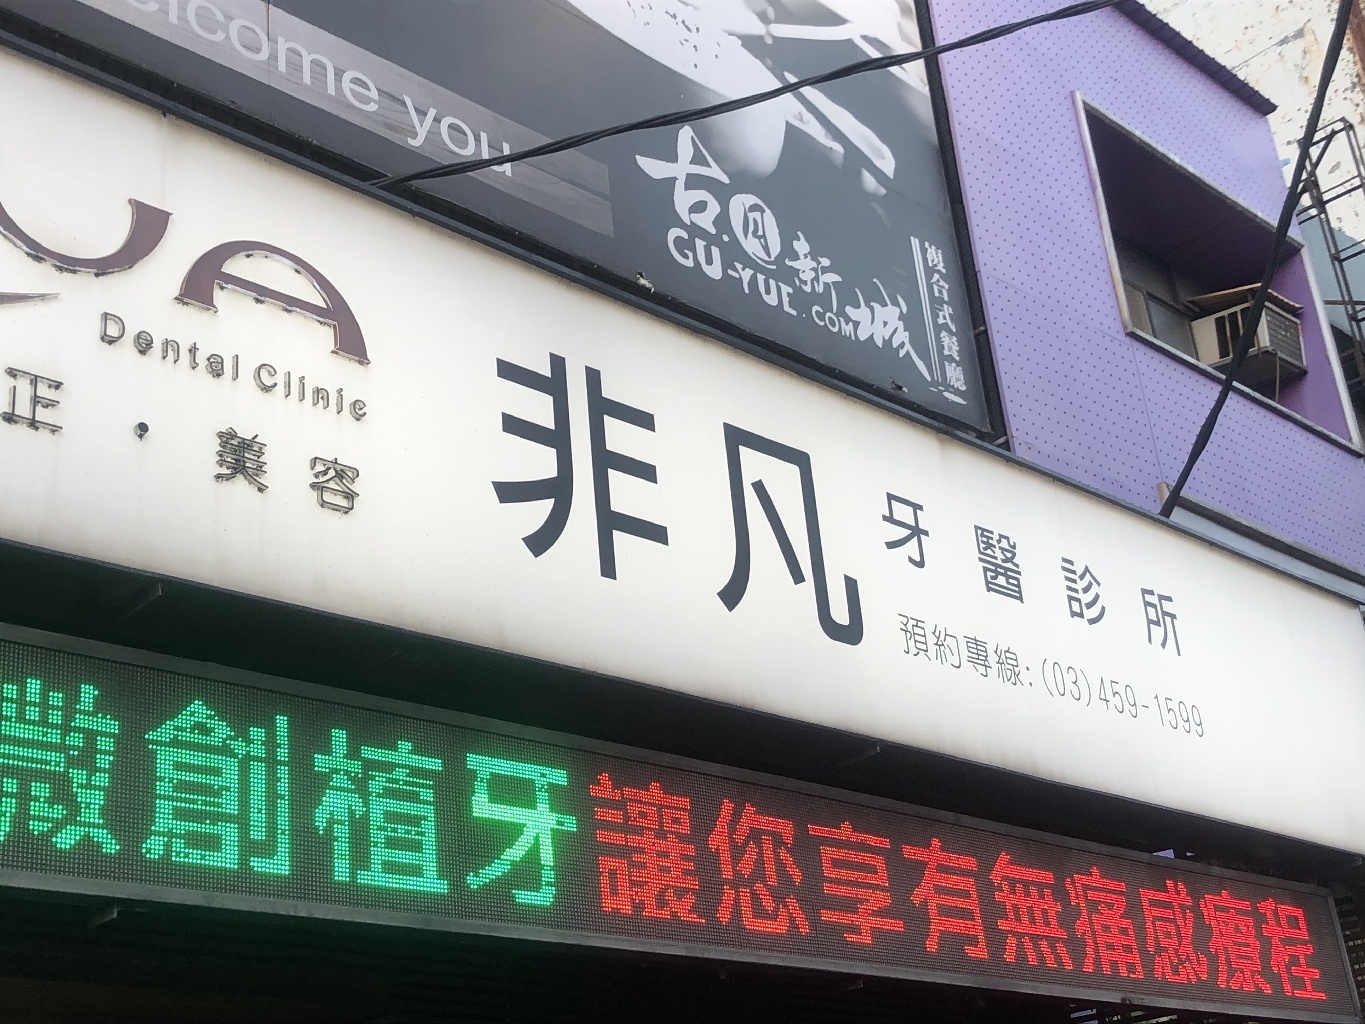 you
古月新城
GU-YUE.COM
複合式餐廳
Dental Clinic
正・美容
非凡牙醫診所
預約專線:(03)459-1599
微創植牙讓您享有無痛感療程